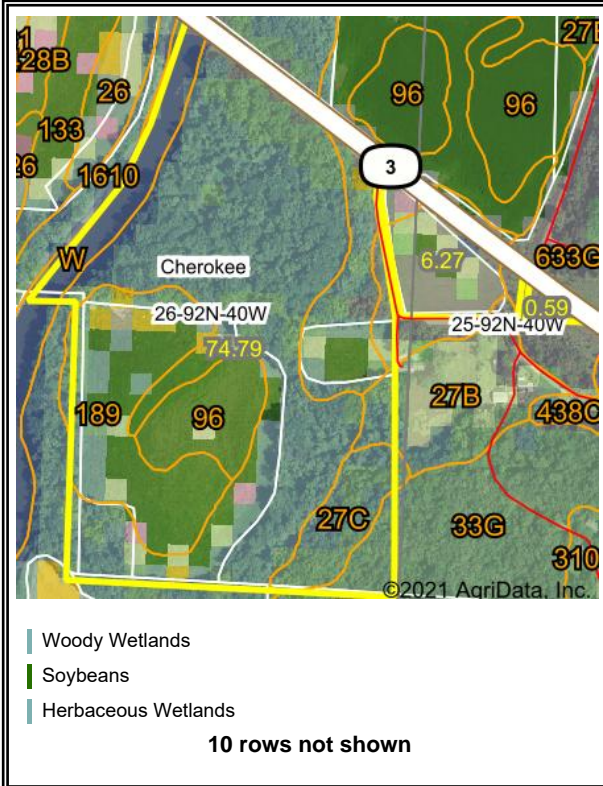 27B
428B
26
96
96
133
26
3
1610
6.27
W
Cherokee
633G
0.59
26-92N-40W
25-92N-40W
74.79
27B
189
96
438C
27C
33G
310
©2021 AgriData, Inc.
Woody Wetlands
Soybeans
Herbaceous Wetlands
10 rows not shown